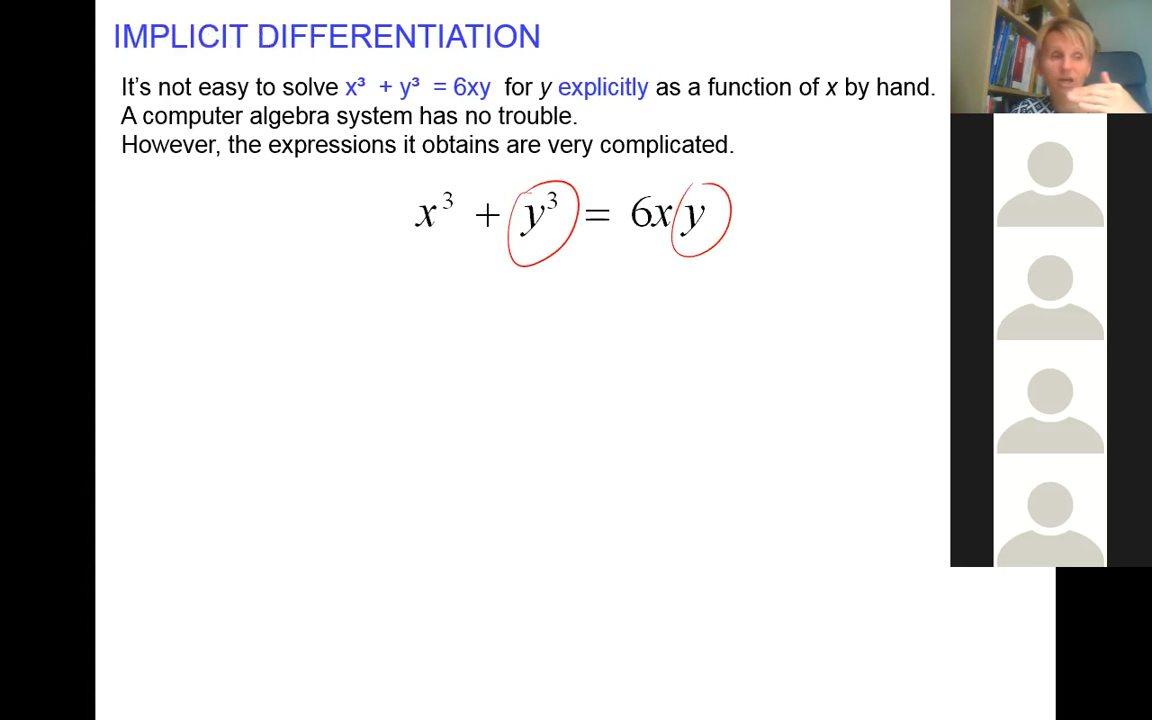 IMPLICIT DIFFERENTIATION
It’s not easy to solve x³ + y³ = 6xy for y explicitly as a function of x by hand.
A computer algebra system has no trouble.
However, the expressions it obtains are very complicated.
x³ + y³ = 6xy